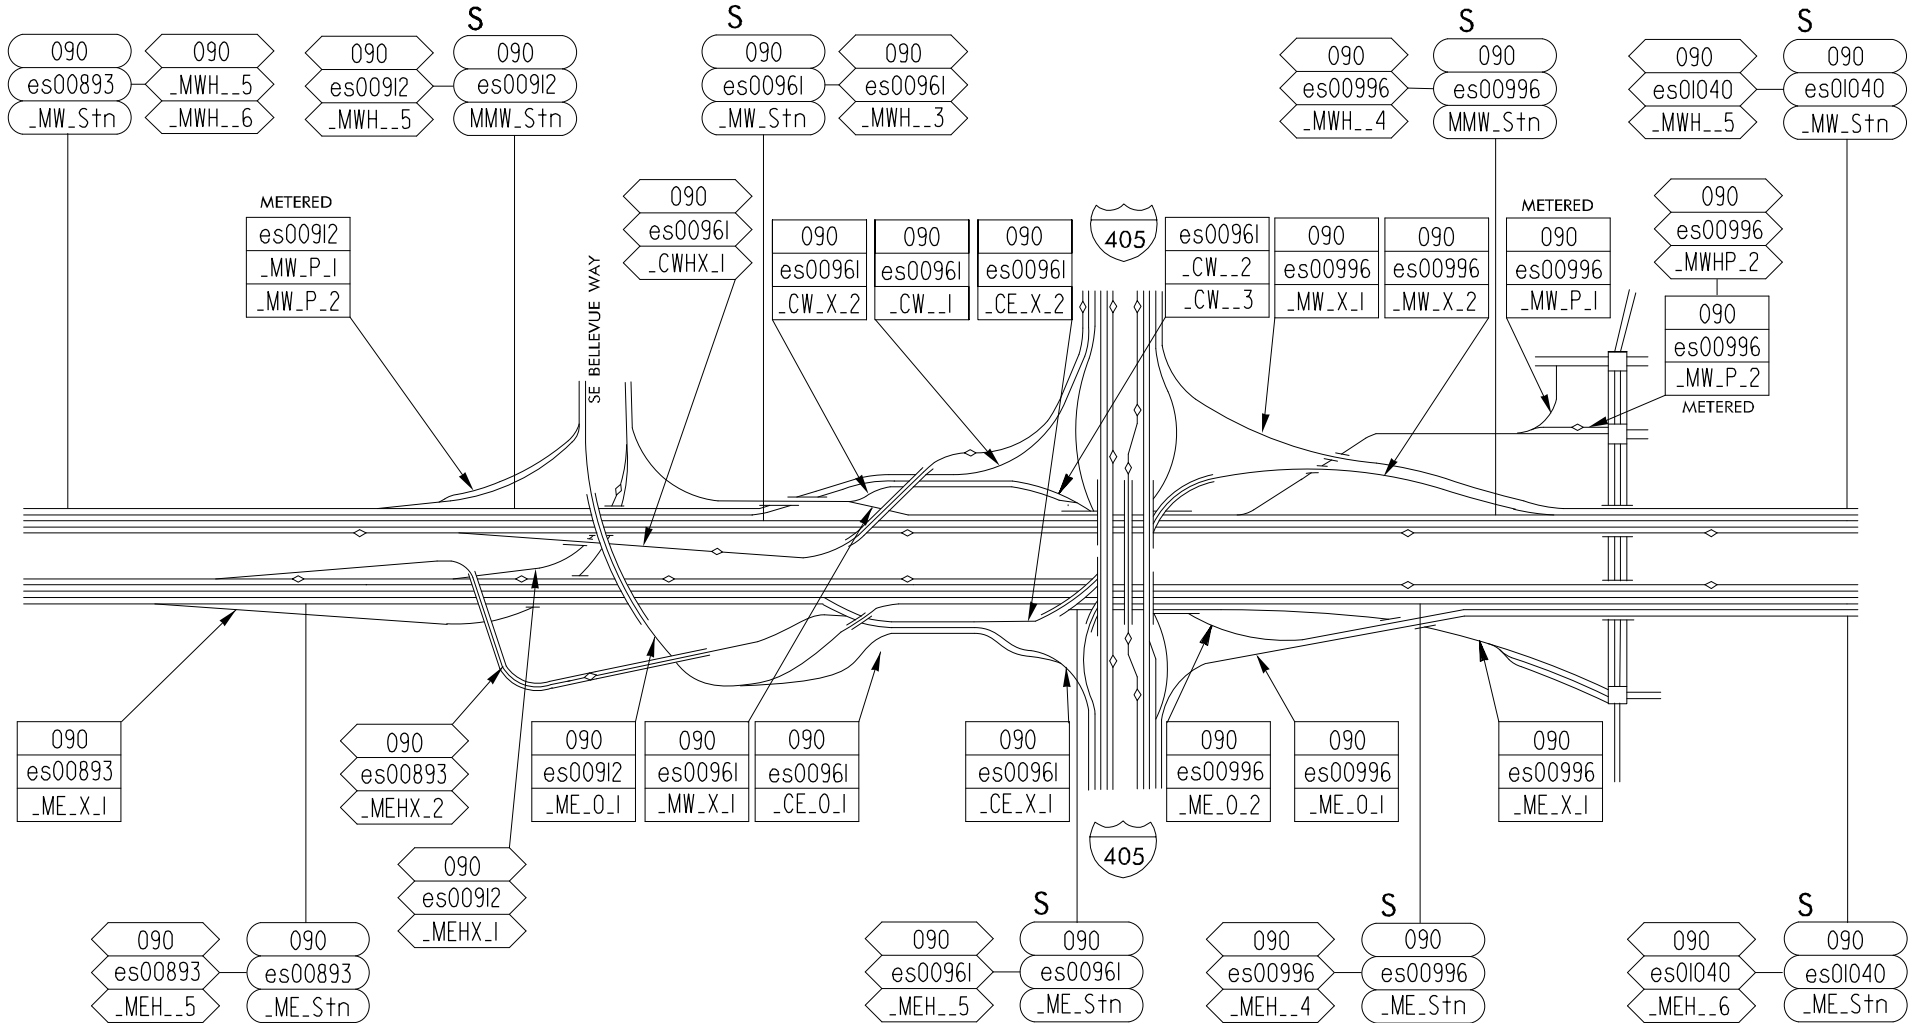 S
S
S
S
090
es00893
_MW_Stn
090
_MWH__5
_MWH__6
090
es00912
_MWH__5
090
es00912
MMW_Stn
090
es00961
_MW_Stn
090
es00961
_MWH__3
090
es00996
_MWH__4
090
es00996
MMW_Stn
090
es01040
_MWH__5
090
es01040
_MW_Stn
METERED
es00912
_MW_P_1
_MW_P_2
SE BELLEVUE WAY
090
es00961
_CWHX_1
090
es00961
_CW_X_2
090
es00961
_CW__1
090
es00961
_CE_X_2
405
es00961
_CW__2
_CW__3
090
es00996
_MW_X_1
090
es00996
_MW_X_2
METERED
090
es00996
_MW_P_1
090
es00996
_MWHP_2
090
es00996
_MW_P_2
METERED
090
es00893
_ME_X_1
090
es00893
_MEHX_2
090
es00912
_ME_O_1
090
es00961
_MW_X_1
090
es00961
_CE_O_1
090
es00961
_CE_X_1
405
090
es00996
_ME_O_2
090
es00996
_ME_O_1
090
es00996
_ME_X_1
090
es00912
_MEHX_1
S
S
S
090
es00893
_MEH__5
090
es00893
_ME_Stn
090
es00961
_MEH__5
090
es00961
_ME_Stn
090
es00996
_MEH__4
090
es00996
_ME_Stn
090
es01040
_MEH__6
090
es01040
_ME_Stn